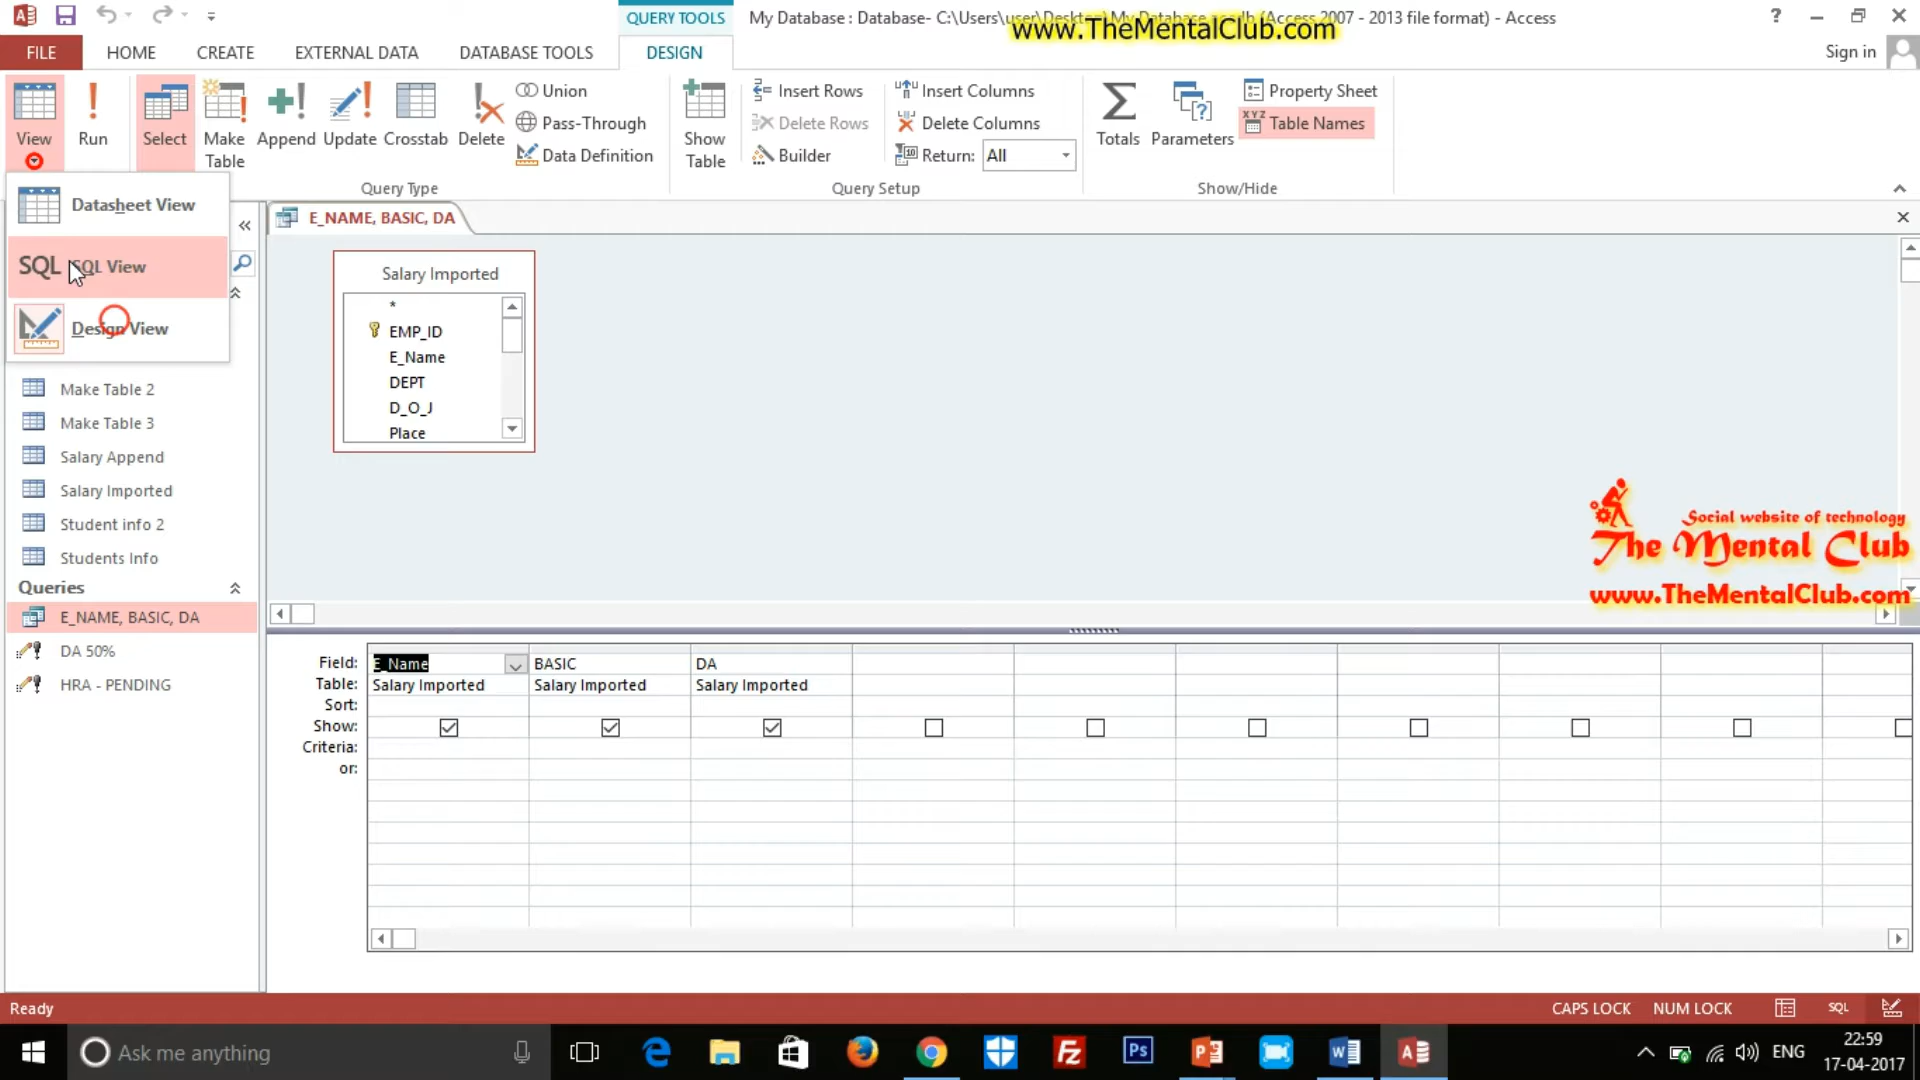 QUERY TOOLS
My Database : Database- C:\Users\user\Desktop\My Database.accdb (Access 2007 - 2013 file format) - Access
www.TheMentalClub.com
?
FILE
HOME
CREATE
EXTERNAL DATA
DATABASE TOOLS
DESIGN
Sign in
View
Run
Select
Make Table
Append
Update
Crosstab
Delete
Union
Pass-Through
Data Definition
Show Table
Insert Rows
Delete Rows
Builder
Insert Columns
Delete Columns
Return: All
Totals
Parameters
Property Sheet
XYZ Table Names
Query Type
Query Setup
Show/Hide
Datasheet View
SQL SQL View
Design View
E_NAME, BASIC, DA
Salary Imported
*
EMP_ID
E_Name
DEPT
D_O_J
Place
Make Table 2
Make Table 3
Salary Append
Salary Imported
Student info 2
Students Info
Queries
E_NAME, BASIC, DA
DA 50%
HRA - PENDING
Social website of technology
The Mental Club
www.TheMentalClub.com
Field: E_Name BASIC DA
Table: Salary Imported Salary Imported Salary Imported
Sort:
Show:
Criteria:
or:
Ready
CAPS LOCK NUM LOCK SQL
Ask me anything
ENG
22:59
17-04-2017